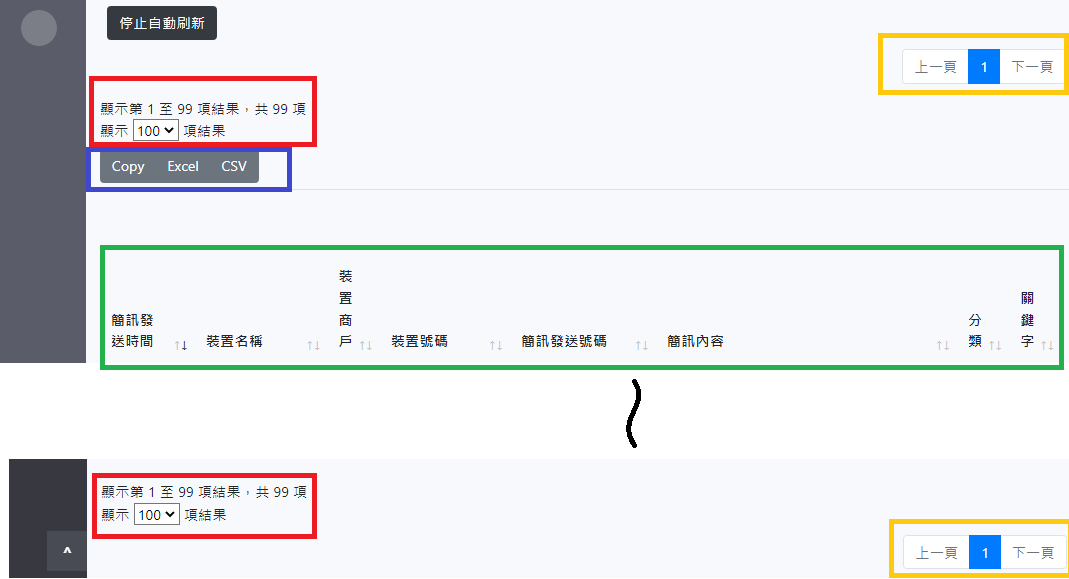 停止自動刷新
上一頁 1 下一頁
顯示第 1 至 99 項結果，共 99 項
顯示 100 項結果
Copy Excel CSV
簡訊發
送時間
裝置名稱
裝
置
商
戶
裝置號碼
簡訊發送號碼
簡訊內容
分
類
關
鍵
字
顯示第 1 至 99 項結果，共 99 項
顯示 100 項結果
上一頁 1 下一頁